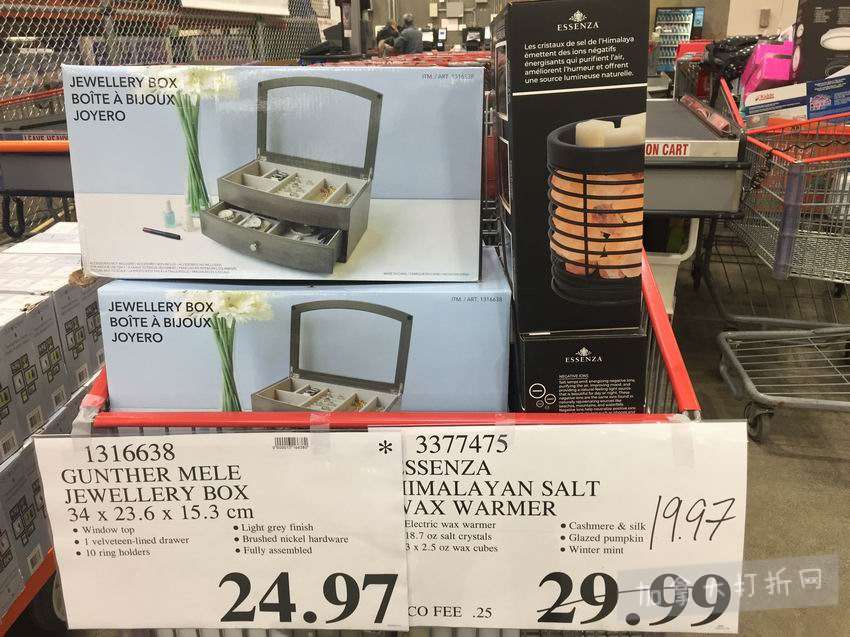 JEWELLERY BOX
BOÎTE À BIJOUX
JOYERO
ITM. / ART. 1316638
ESSENZA
Les cristaux de sel de l'Himalaya
émettent des ions négatifs
énergisants qui purifient l'air,
améliorent l'humeur et offrent
une source lumineuse naturelle.
LEAVE
ON CART
JEWELLERY BOX
BOÎTE À BIJOUX
JOYERO
ITM. / ART. 1316638
ESSENZA
NEGATIVE IONS
1316638
*
GUNTHER MELE
JEWELLERY BOX
34 x 23.6 x 15.3 cm
• Window top
• 1 velveteen-lined drawer
• 10 ring holders
• Light grey finish
• Brushed nickel hardware
• Fully assembled
24.97
3377475
ESSENZA
HIMALAYAN SALT
WAX WARMER
Electric wax warmer
18.7 oz salt crystals
3 x 2.5 oz wax cubes
• Cashmere & silk
• Glazed pumpkin
• Winter mint
19.97
ECO FEE .25
29.99
加拿大打折网